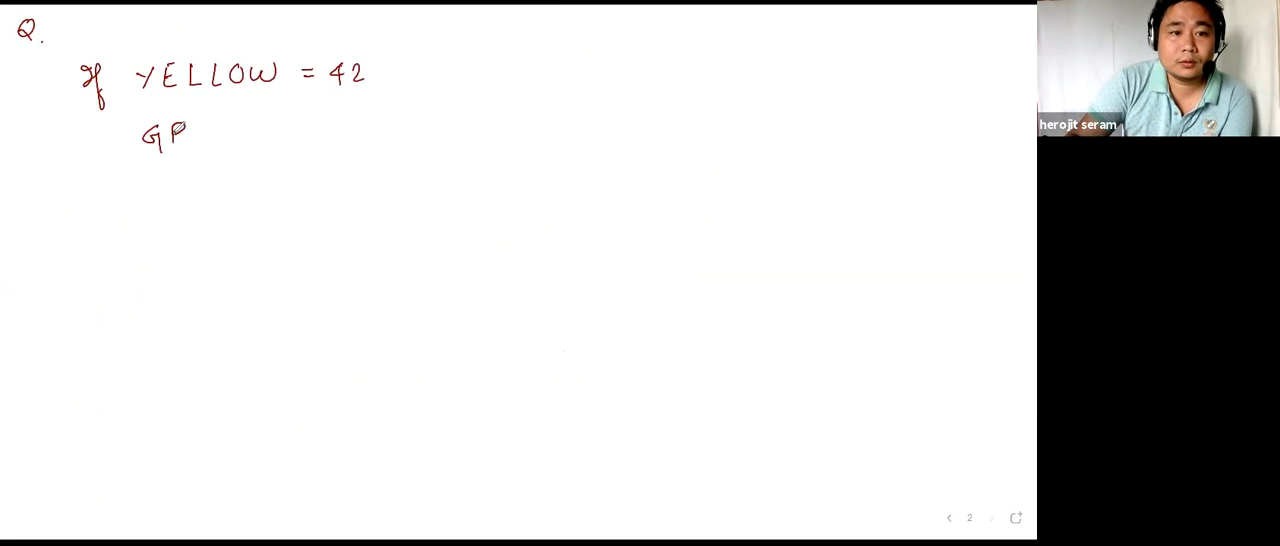 Q.
If YELLOW = 42
GP
herojit seram
2